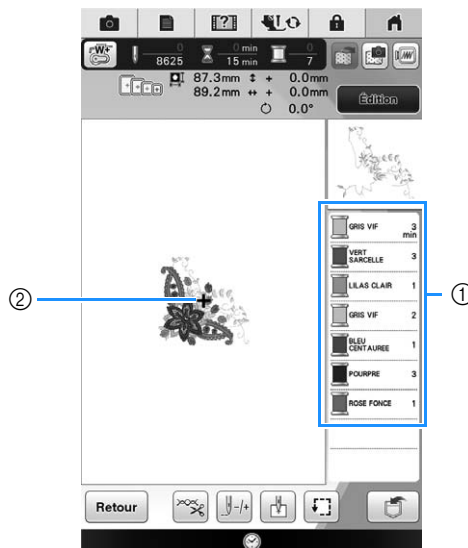 W+
0 0 min 0
8625 15 min 7
87.3mm + 0.0mm
89.2mm + 0.0mm
0.0°
Édition
GRIS VIF 3
min
VERT
SARCELLE 3
LILAS CLAIR 1
GRIS VIF 2
BLEU
CENTAUREE 1
POURPRE 3
ROSE FONCE 1
①
②
Retour
-/+